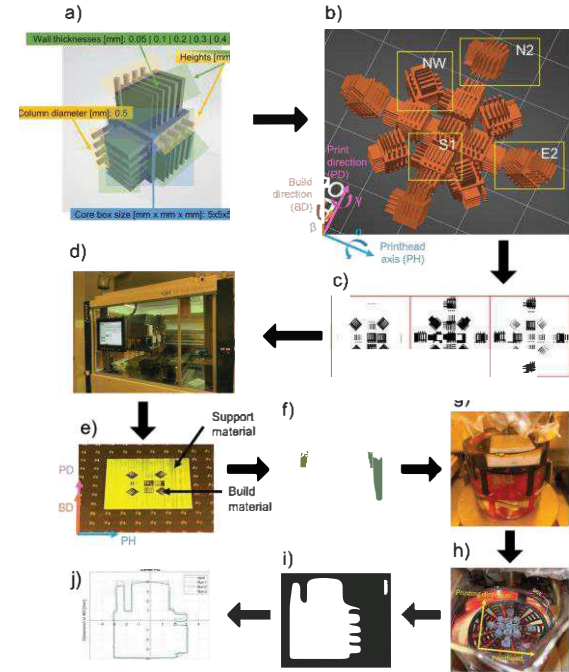 a)
Wall thicknesses [mm]: 0.05 | 0.1 | 0.2 | 0.3 | 0.4
Heights [mm
Column diameter [mm]: 0.5
Core box size [mm x mm x mm]: 5x5x5
b)
NW
N2
S1
E2
Print
direction
(PD)
Build
direction
(BD)
γ
β
α
Printhead
axis (PH)
c)
d)
e)
Support
material
Build
material
PD
BD
PH
f)
g)
h)
Printing direction
Printhead
i)
j)